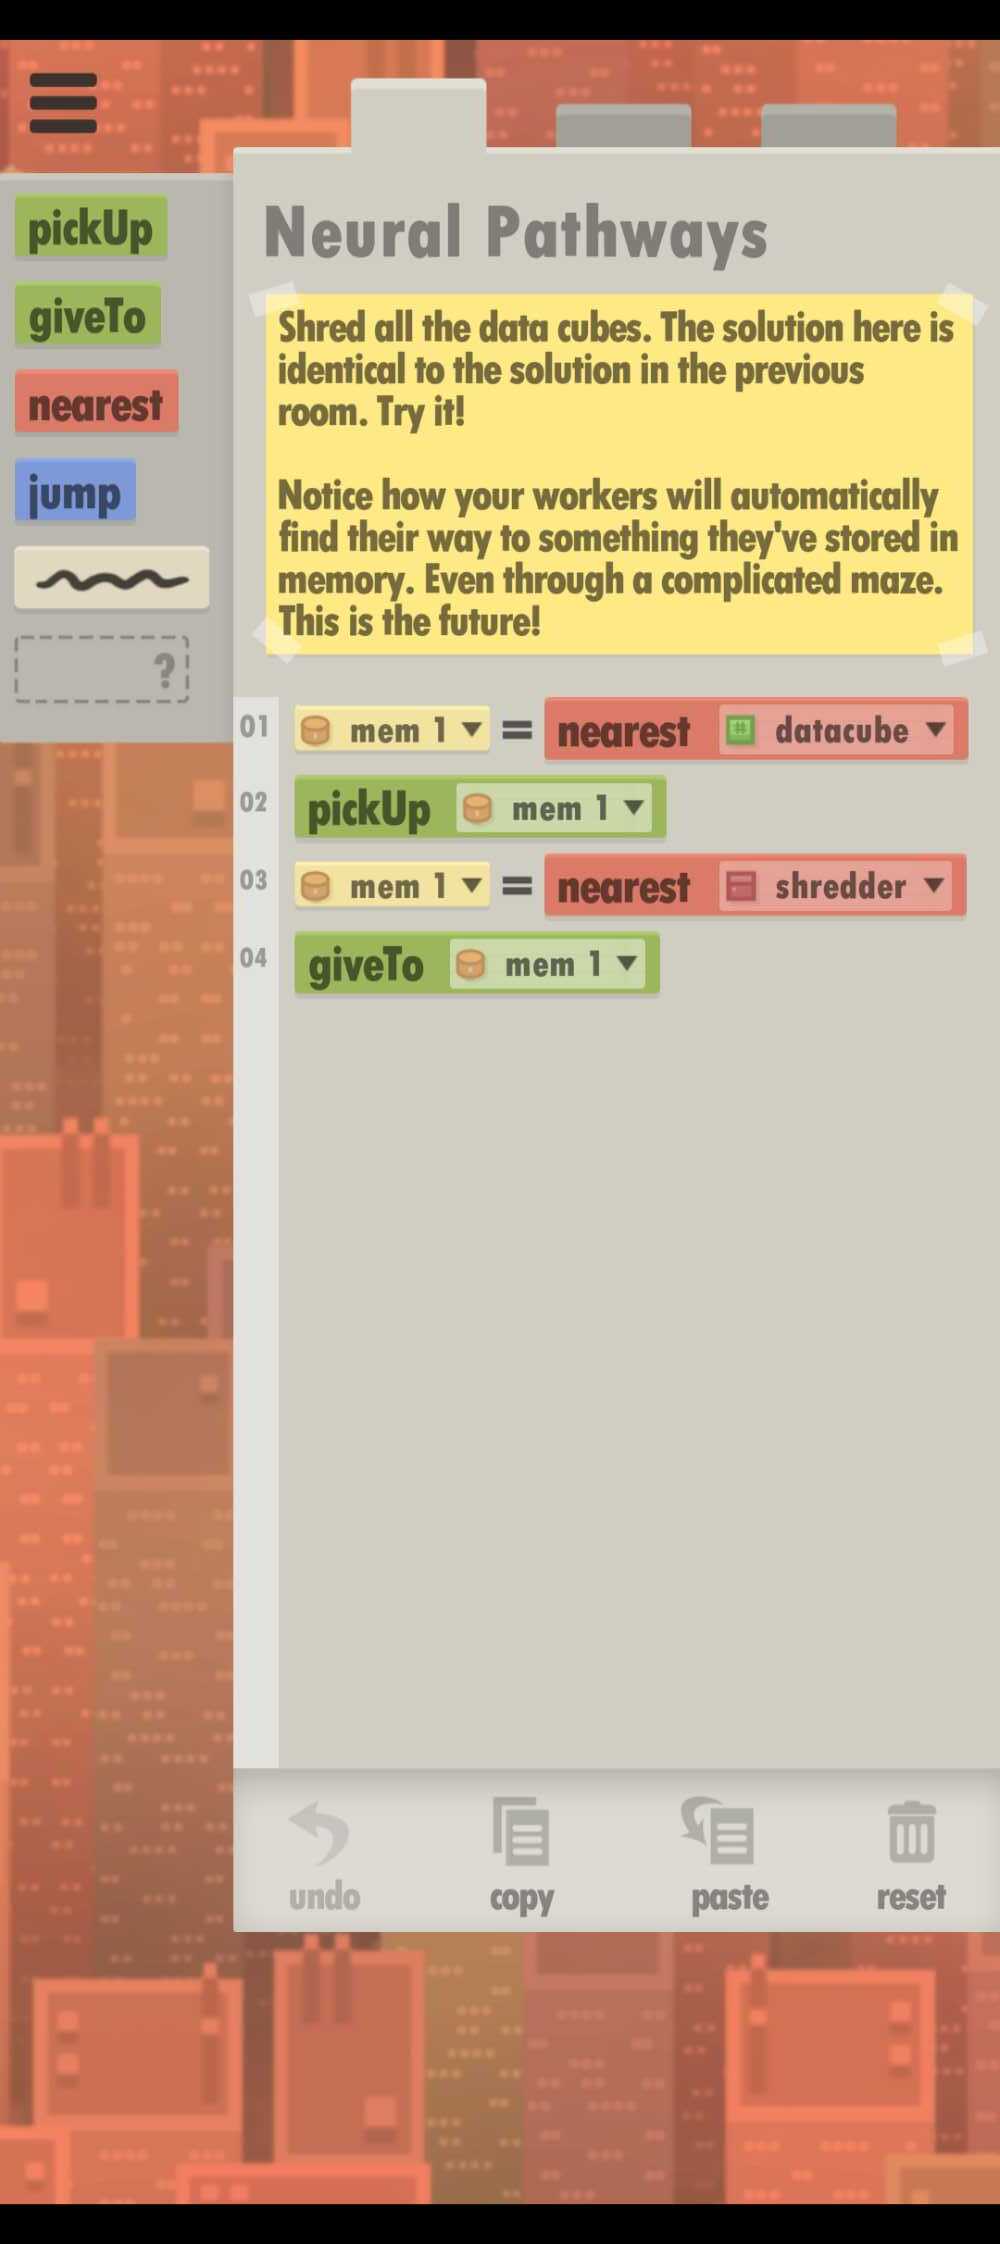 pickUp
giveTo
nearest
jump
?
Neural Pathways
Shred all the data cubes. The solution here is
identical to the solution in the previous
room. Try it!
Notice how your workers will automatically
find their way to something they've stored in
memory. Even through a complicated maze.
This is the future!
01 mem 1 = nearest datacube
02 pickUp mem 1
03 mem 1 = nearest shredder
04 giveTo mem 1
undo copy paste reset